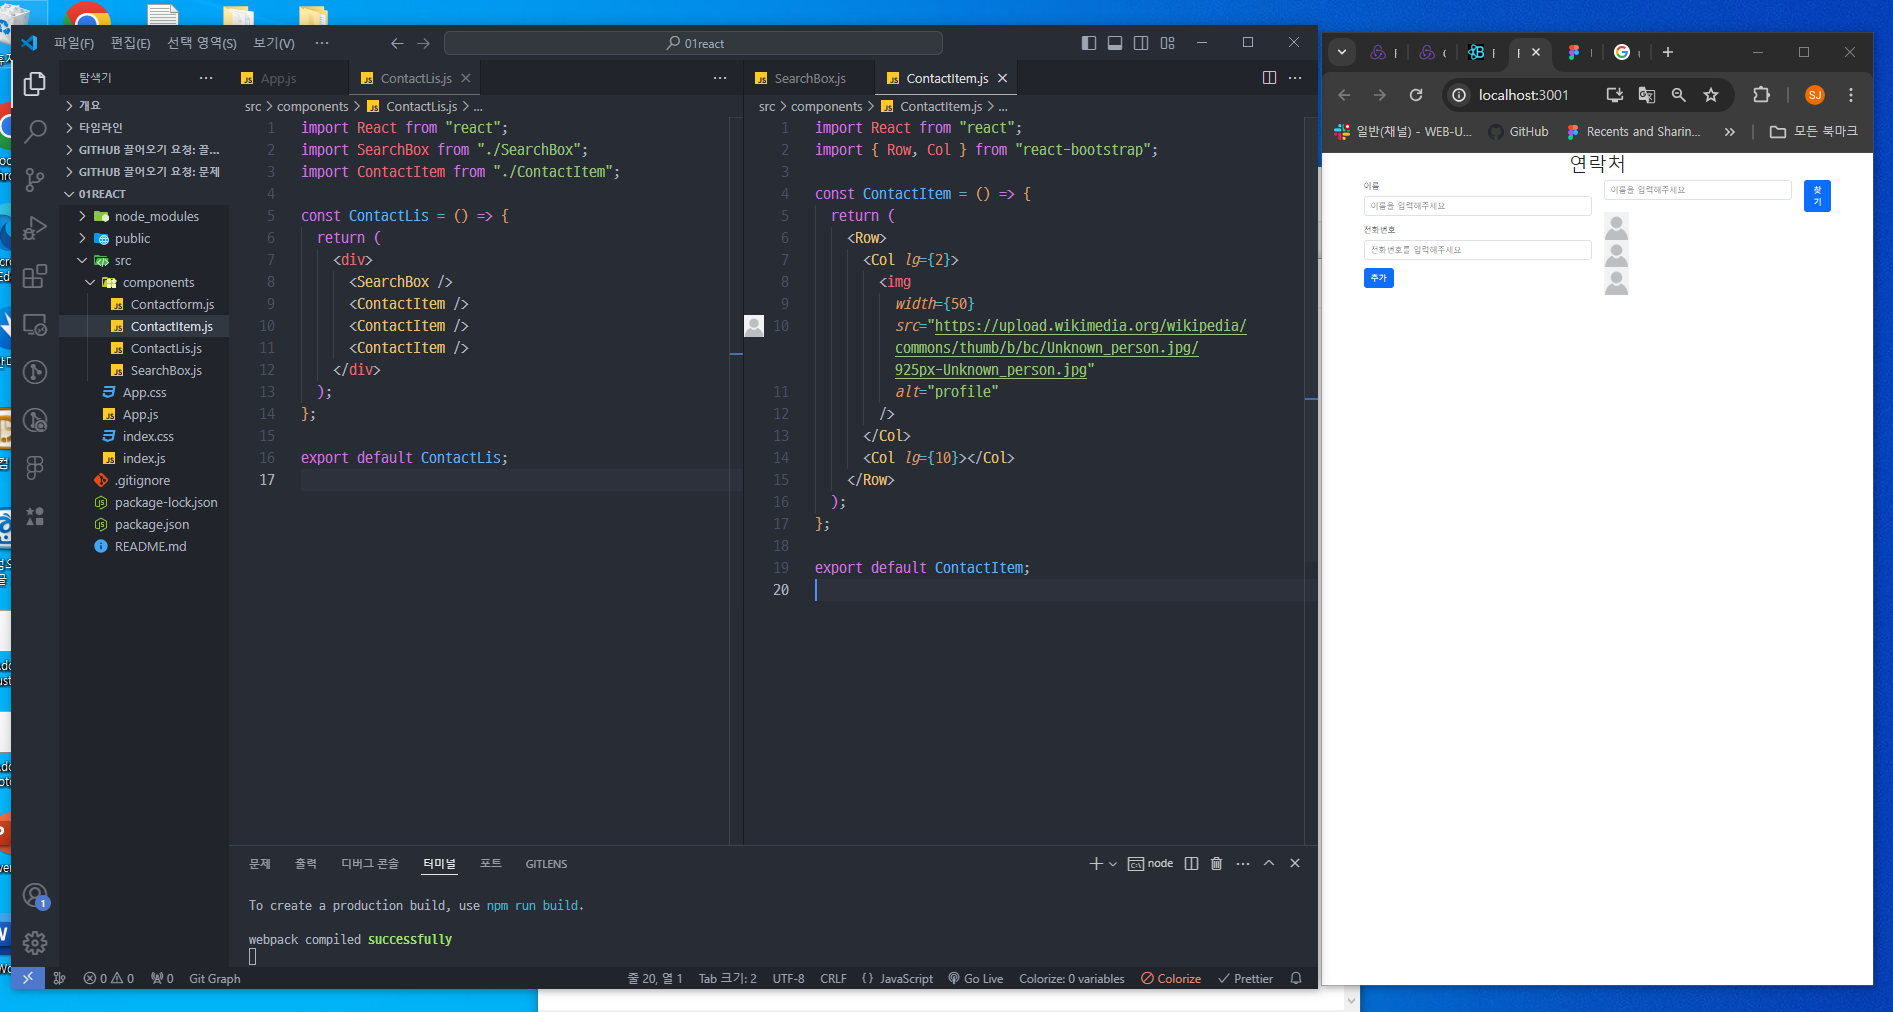 파일(F) 편집(E) 선택 영역(S) 보기(V) ··· 01react
탐색기 ···
개요
타임라인
GITHUB 끌어오기 요청: 끌...
GITHUB 끌어오기 요청: 문제
01REACT
node_modules
public
src
components
Contactform.js
ContactItem.js
ContactLis.js
SearchBox.js
App.css
App.js
index.css
index.js
.gitignore
package-lock.json
package.json
README.md
App.js ContactLis.js ···
src > components > ContactLis.js > ...
1 import React from "react";
2 import SearchBox from "./SearchBox";
3 import ContactItem from "./ContactItem";
4
5 const ContactLis = () => {
6 return (
7 <div>
8 <SearchBox />
9 <ContactItem />
10 <ContactItem />
11 <ContactItem />
12 </div>
13 );
14 };
15
16 export default ContactLis;
17
SearchBox.js ContactItem.js ···
src > components > ContactItem.js > ...
1 import React from "react";
2 import { Row, Col } from "react-bootstrap";
3
4 const ContactItem = () => {
5 return (
6 <Row>
7 <Col lg={2}>
8 <img
9 width={50}
10 src="https://upload.wikimedia.org/wikipedia/
commons/thumb/b/bc/Unknown_person.jpg/
925px-Unknown_person.jpg"
11 alt="profile"
12 />
13 </Col>
14 <Col lg={10}></Col>
15 </Row>
16 );
17 };
18
19 export default ContactItem;
20
문제 출력 디버그 콘솔 터미널 포트 GITLENS node
To create a production build, use npm run build.
webpack compiled successfully
1
0 0 0 Git Graph 줄 20, 열 1 Tab 크기: 2 UTF-8 CRLF {} JavaScript Go Live Colorize: 0 variables Colorize Prettier
localhost:3001 SJ
일반(채널) - WEB-U... GitHub Recents and Sharin... » 모든 북마크
연락처
이름
이름을 입력해주세요
전화번호
전화번호를 입력해주세요
추가
이름을 입력해주세요
찾
기